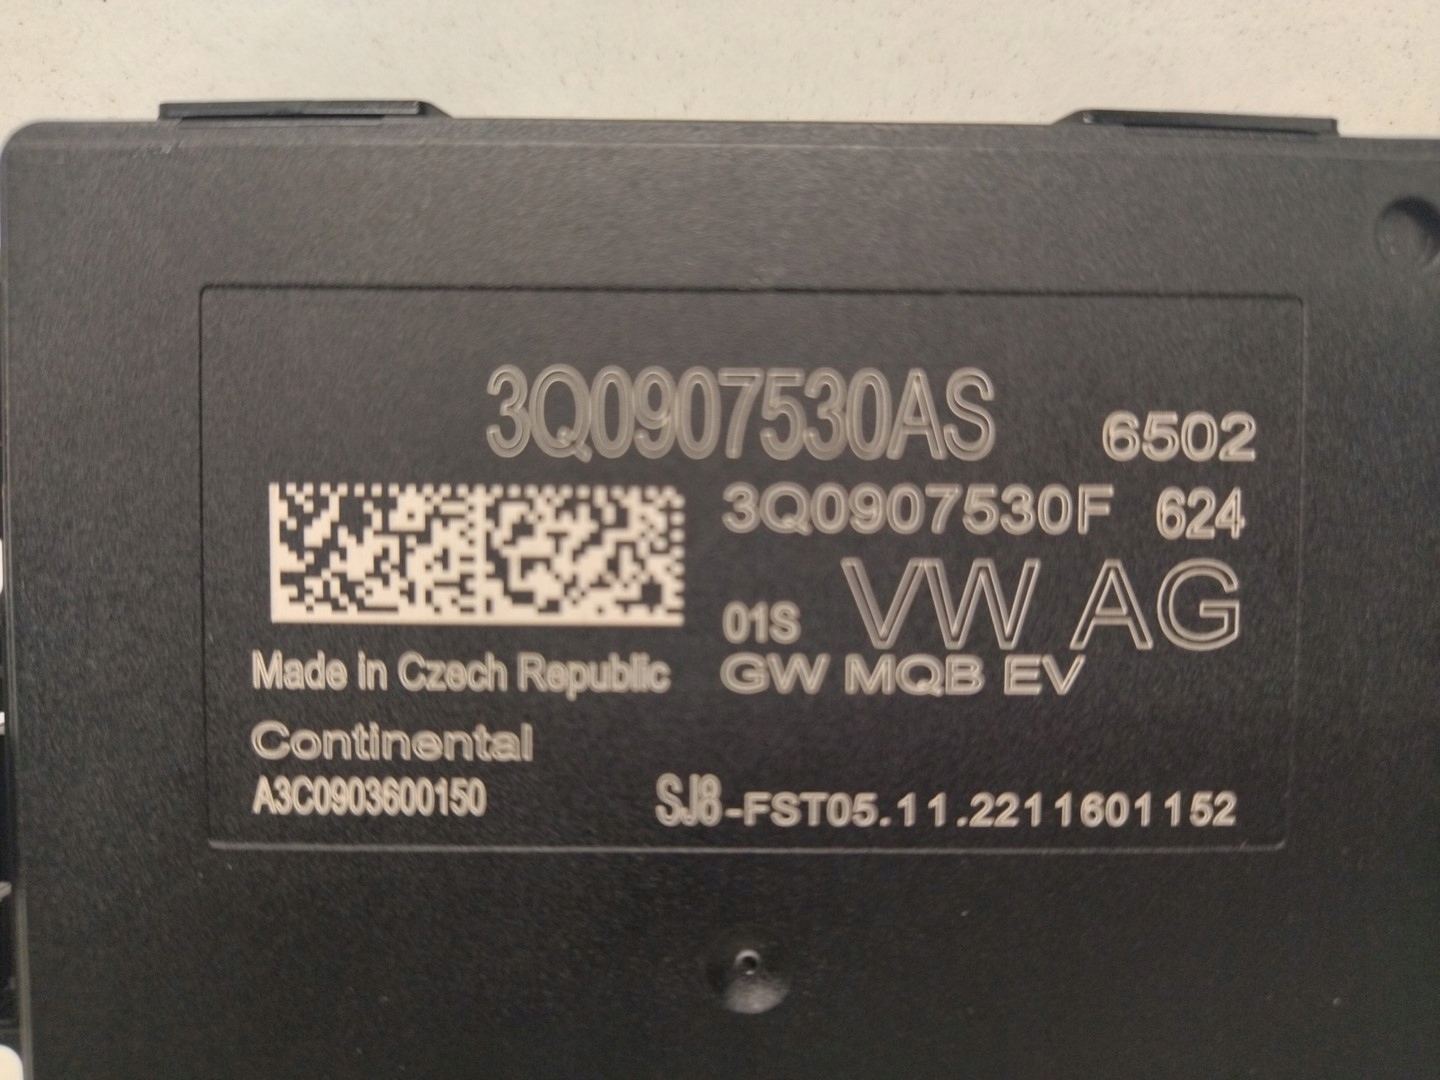 3Q0907530AS 6502
3Q0907530F 624
01S VW AG
Made in Czech Republic GW MQB EV
Continental
A3C0903600150 SJ8-FST05.11.2211601152